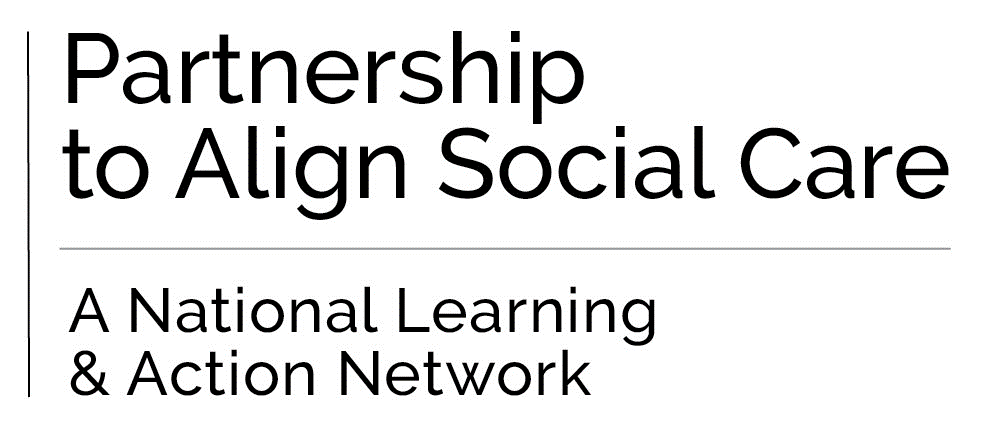 Partnership
to Align Social Care
A National Learning
& Action Network